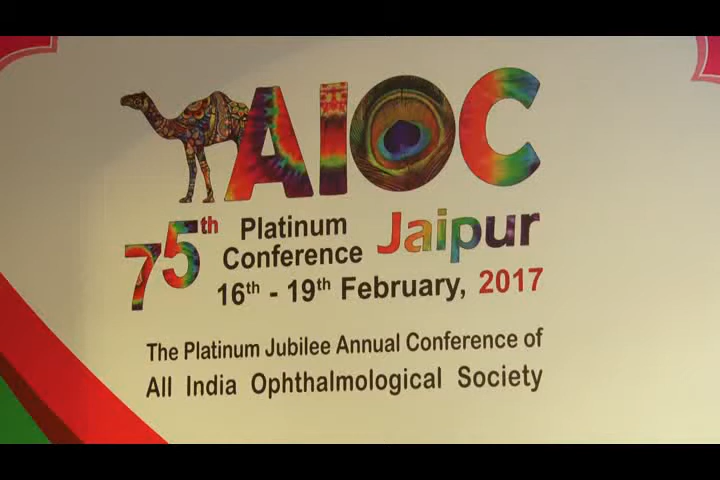 AIOC
75th Platinum Conference Jaipur
16th - 19th February, 2017
The Platinum Jubilee Annual Conference of
All India Ophthalmological Society